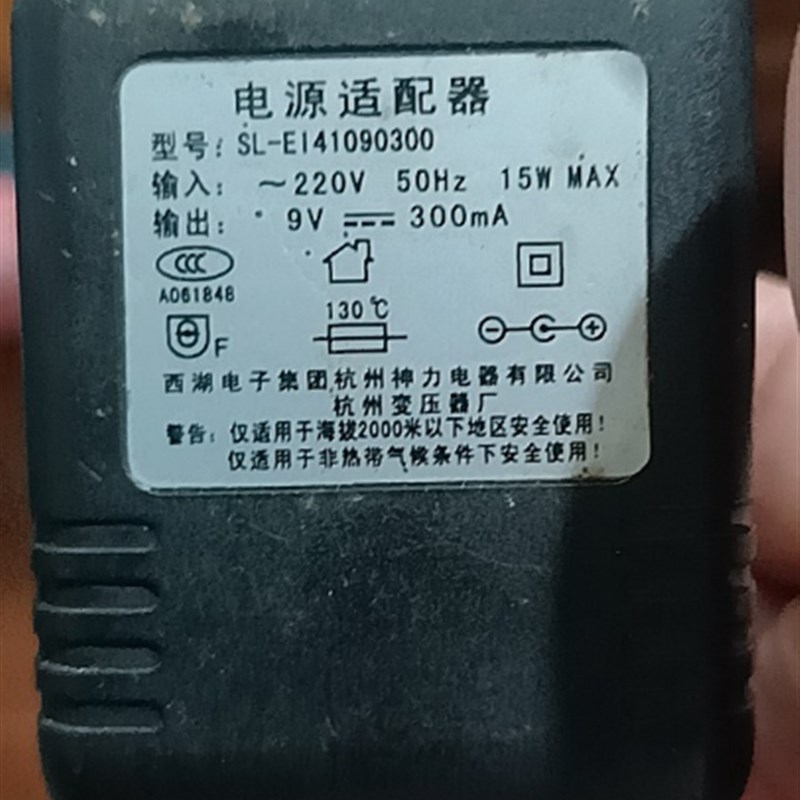 电源适配器
型号: SL-EI41090300
输入: ～220V 50Hz 15W MAX
输出: 9V 300mA
CCC
A061848
130℃
F
西湖电子集团杭州神力电器有限公司
杭州变压器厂
警告: 仅适用于海拔2000米以下地区安全使用!
仅适用于非热带气候条件下安全使用!